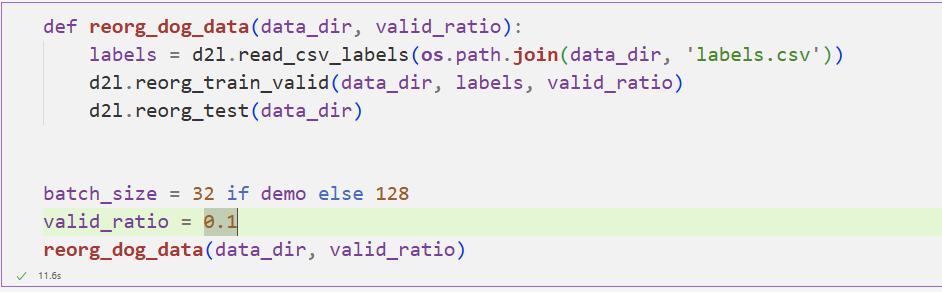 def reorg_dog_data(data_dir, valid_ratio):
    labels = d2l.read_csv_labels(os.path.join(data_dir, 'labels.csv'))
    d2l.reorg_train_valid(data_dir, labels, valid_ratio)
    d2l.reorg_test(data_dir)
batch_size = 32 if demo else 128
valid_ratio = 0.1
reorg_dog_data(data_dir, valid_ratio)
11.6s